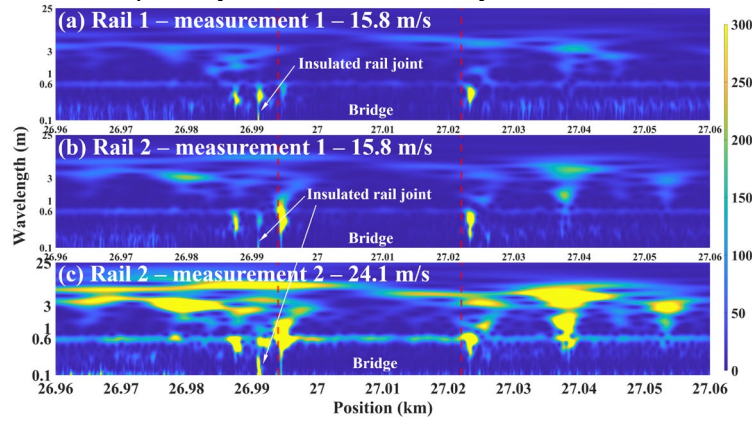 (a) Rail 1 – measurement 1 – 15.8 m/s
25
3
1
0.6
0.1
Insulated rail joint
Bridge
26.96 26.97 26.98 26.99 27 27.01 27.02 27.03 27.04 27.05 27.06
(b) Rail 2 – measurement 1 – 15.8 m/s
25
3
1
0.6
0.1
Insulated rail joint
Bridge
26.96 26.97 26.98 26.99 27 27.01 27.02 27.03 27.04 27.05 27.06
(c) Rail 2 – measurement 2 – 24.1 m/s
25
3
1
0.6
0.1
Bridge
26.96 26.97 26.98 26.99 27 27.01 27.02 27.03 27.04 27.05 27.06
Position (km)
Wavelength (m)
300
250
200
150
100
50
0